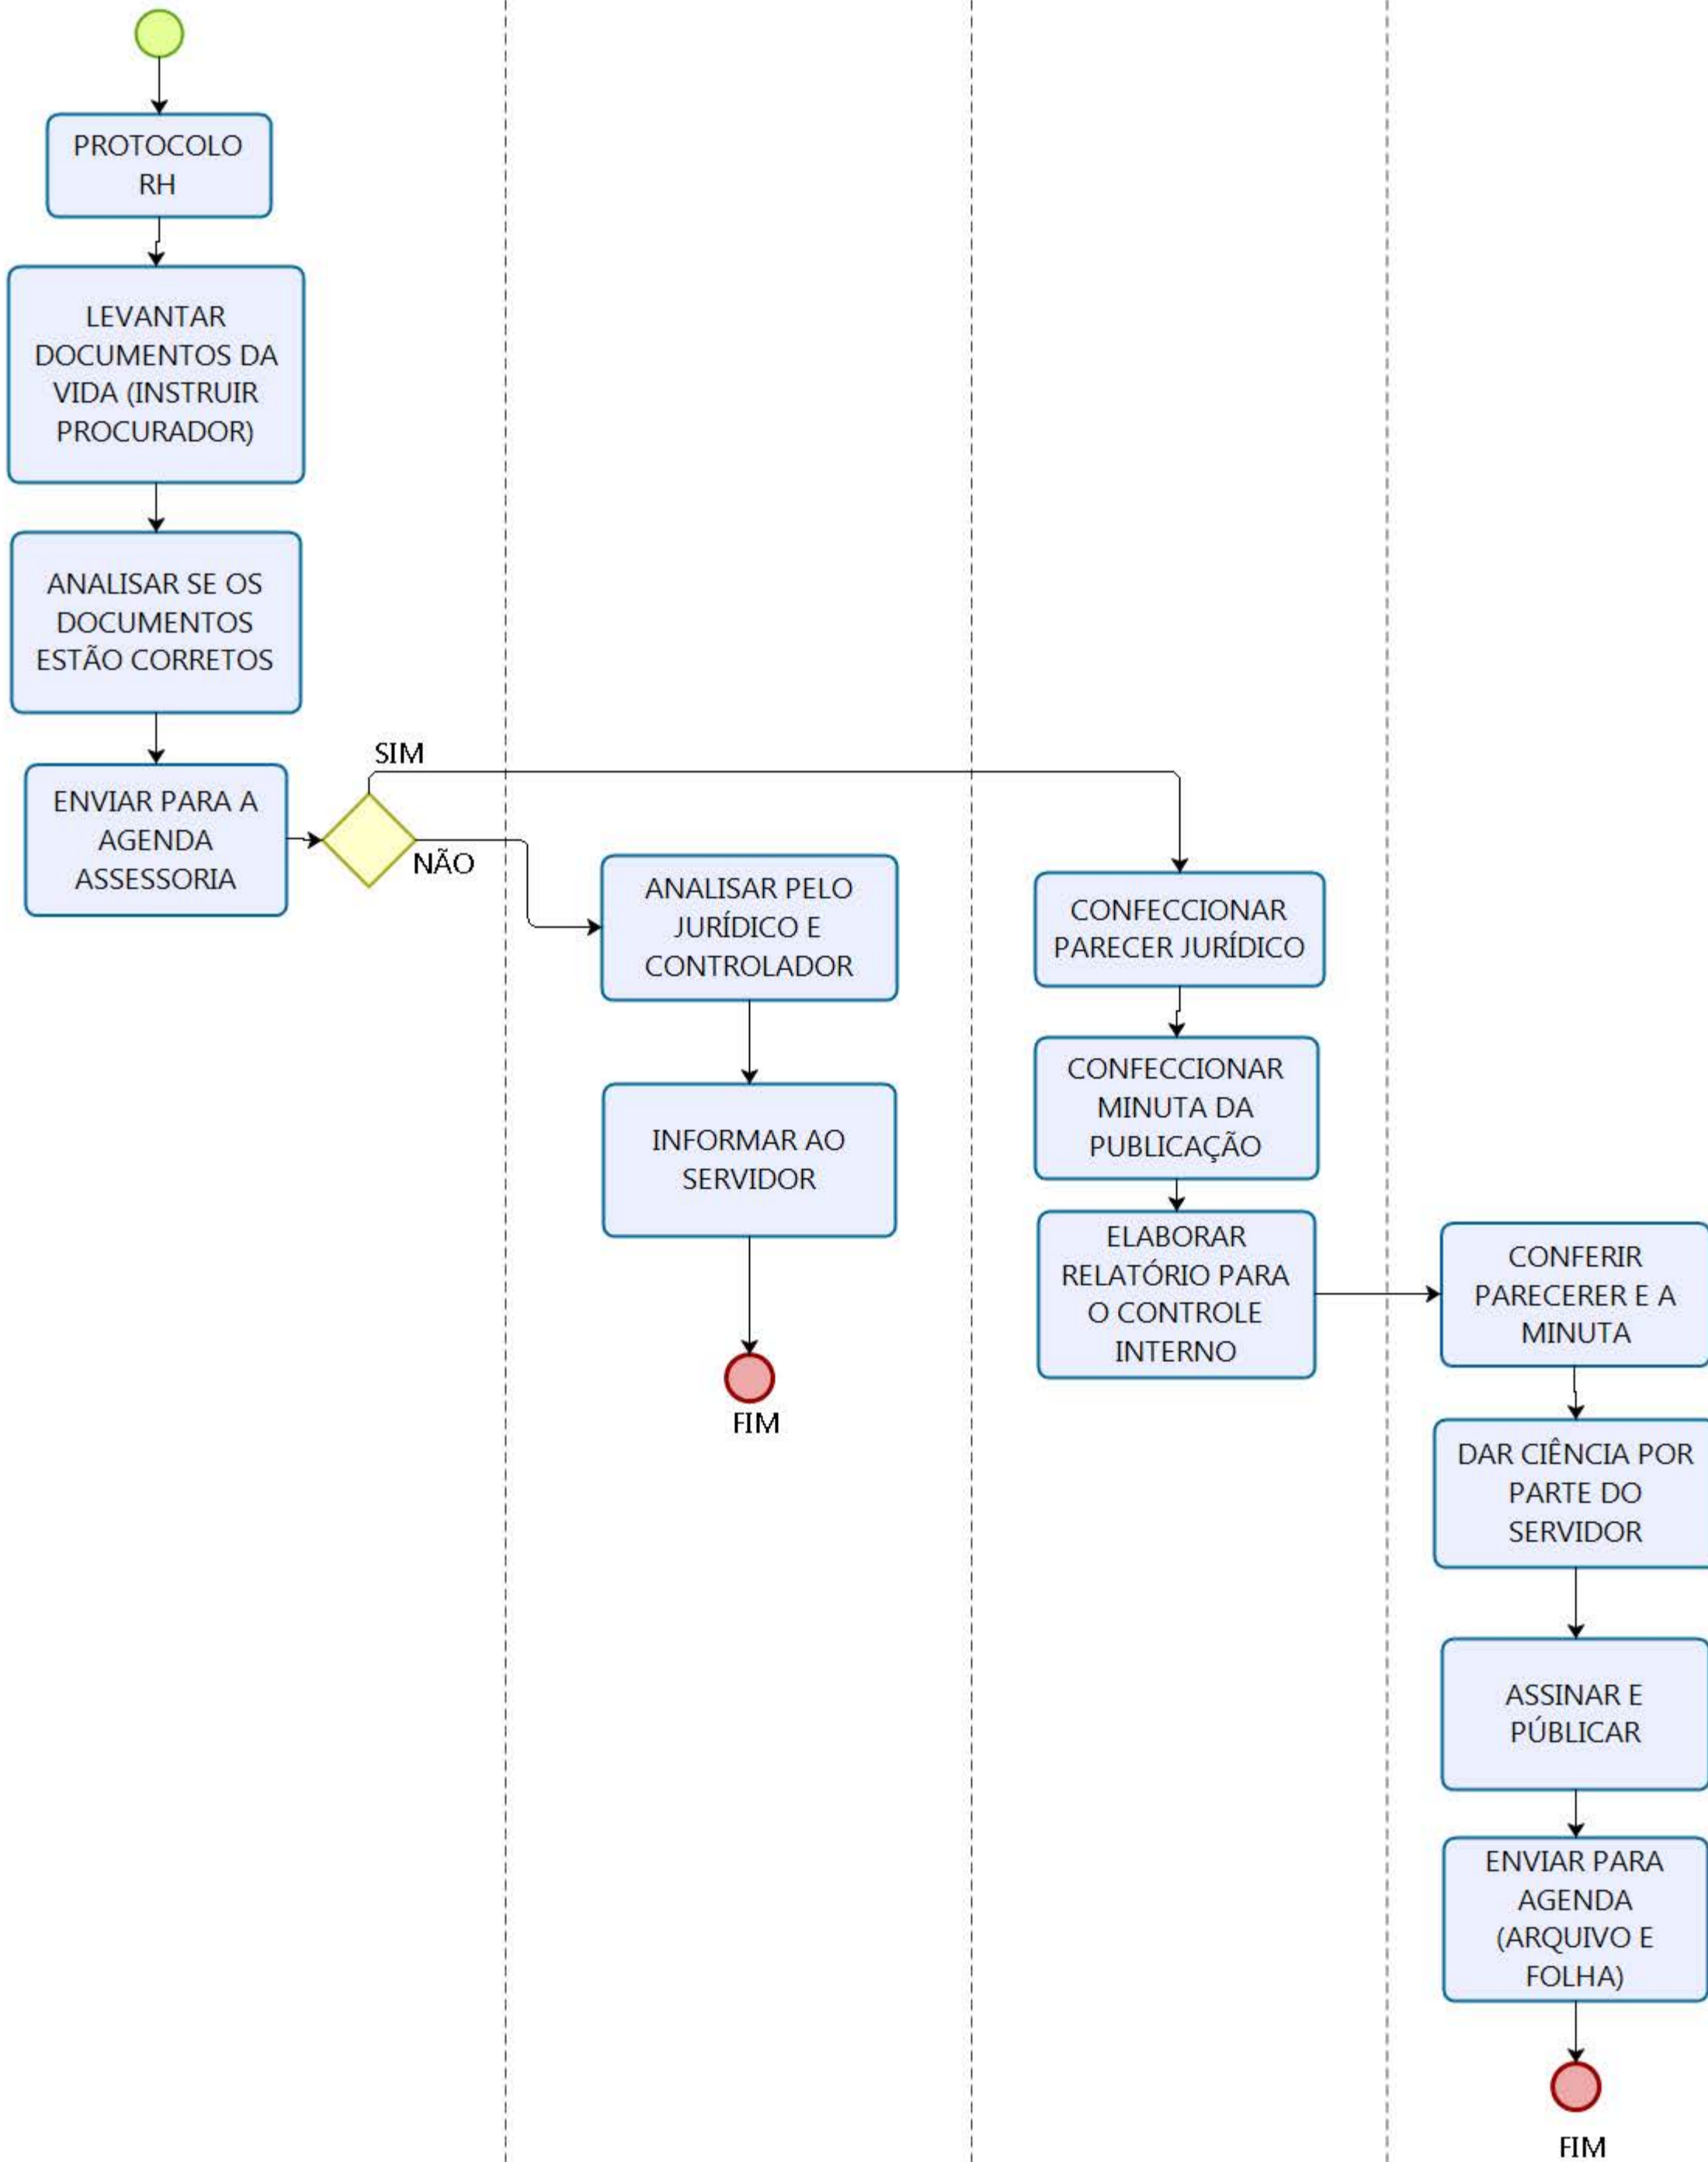 PROTOCOLO
RH
LEVANTAR
DOCUMENTOS DA
VIDA (INSTRUIR
PROCURADOR)
ANALISAR SE OS
DOCUMENTOS
ESTÃO CORRETOS
ENVIAR PARA A
AGENDA
ASSESSORIA
SIM
NÃO
ANALISAR PELO
JURÍDICO E
CONTROLADOR
INFORMAR AO
SERVIDOR
FIM
CONFECCIONAR
PARECER JURÍDICO
CONFECCIONAR
MINUTA DA
PUBLICAÇÃO
ELABORAR
RELATÓRIO PARA
O CONTROLE
INTERNO
CONFERIR
PARECERER E A
MINUTA
DAR CIÊNCIA POR
PARTE DO
SERVIDOR
ASSINAR E
PÚBLICAR
ENVIAR PARA
AGENDA
(ARQUIVO E
FOLHA)
FIM